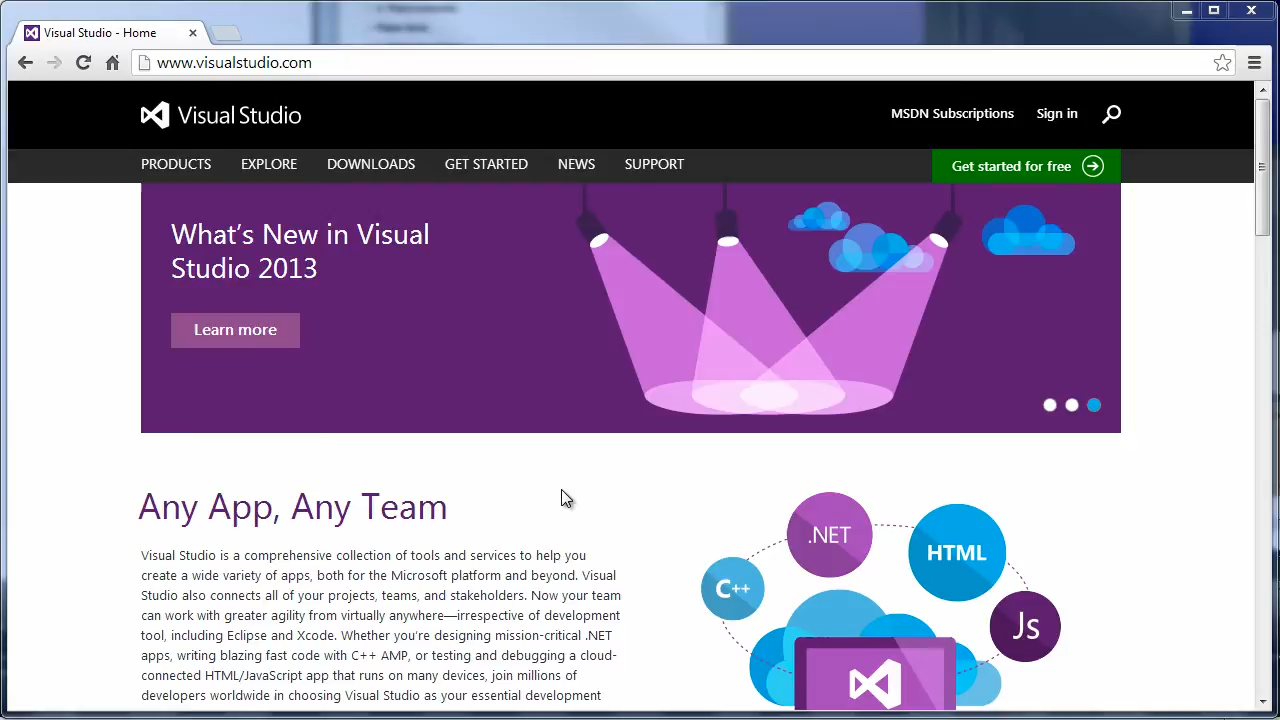 Visual Studio - Home
www.visualstudio.com
Visual Studio
MSDN Subscriptions Sign in
PRODUCTS EXPLORE DOWNLOADS GET STARTED NEWS SUPPORT
Get started for free
What's New in Visual
Studio 2013
Learn more
Any App, Any Team
Visual Studio is a comprehensive collection of tools and services to help you
create a wide variety of apps, both for the Microsoft platform and beyond. Visual
Studio also connects all of your projects, teams, and stakeholders. Now your team
can work with greater agility from virtually anywhere—irrespective of development
tool, including Eclipse and Xcode. Whether you're designing mission-critical .NET
apps, writing blazing fast code with C++ AMP, or testing and debugging a cloud-
connected HTML/JavaScript app that runs on many devices, join millions of
developers worldwide in choosing Visual Studio as your essential development
.NET
HTML
C++
Js